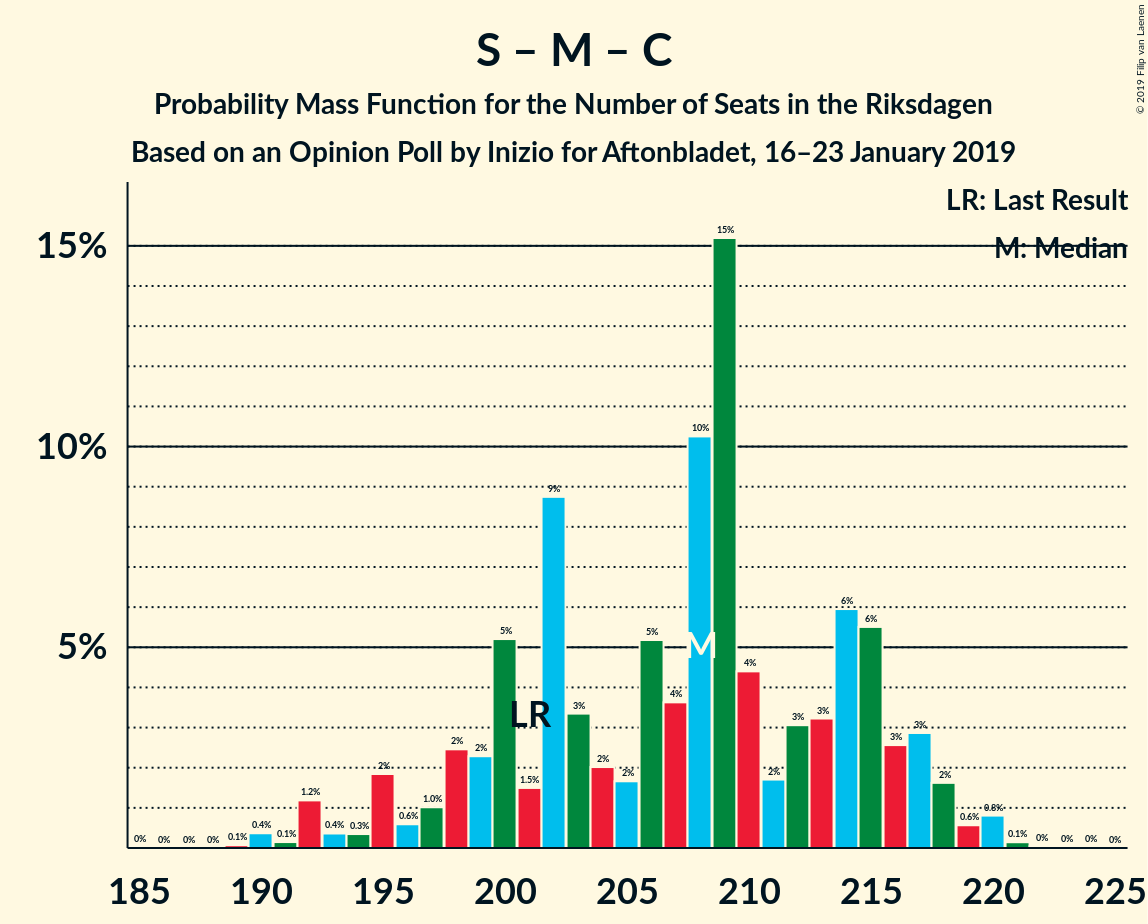 S – M – C
Probability Mass Function for the Number of Seats in the Riksdagen
Based on an Opinion Poll by Inizio for Aftonbladet, 16–23 January 2019
© 2019 Filip van Laenen
LR: Last Result
M: Median
15%
10%
5%
0% 0% 0% 0% 0.1% 0.4% 0.1% 1.2% 0.4% 0.3% 2% 0.6% 1.0% 2% 2% 5% 1.5% 9% 3% 2% 2% 5% 4% 10% 15% 4% 2% 3% 3% 6% 6% 3% 3% 2% 0.6% 0.8% 0.1% 0% 0% 0% 0%
LR
M
185 190 195 200 205 210 215 220 225